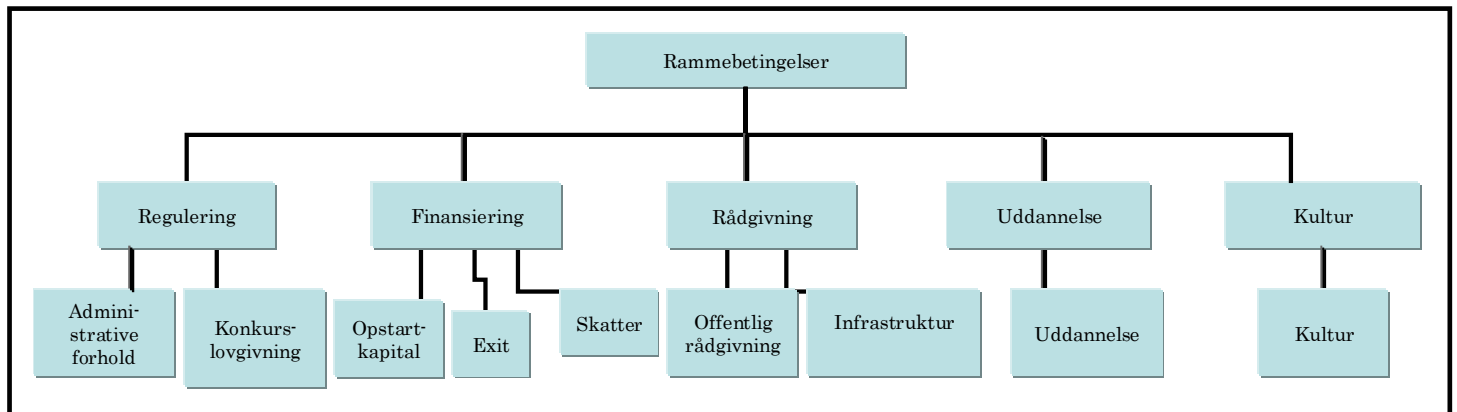 Rammebetingelser
Regulering
Finansiering
Rådgivning
Uddannelse
Kultur
Admini-
strative
forhold
Konkurs-
lovgivning
Opstart-
kapital
Exit
Skatter
Offentlig
rådgivning
Infrastruktur
Uddannelse
Kultur